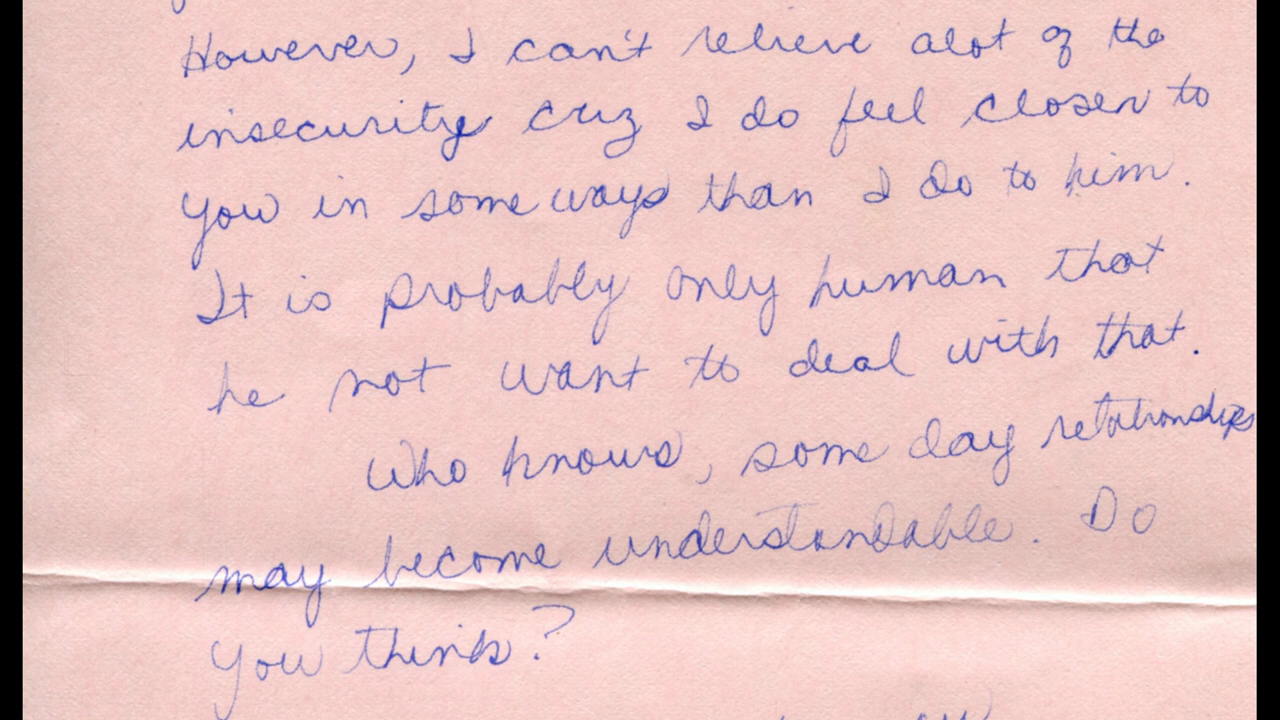 However, I can't relieve alot of the
insecurity cuz I do feel closer to
you in some ways than I do to him.
It is probably only human that
he not want to deal with that.
Who knows, some day relationships
may become understandable. Do
you think?